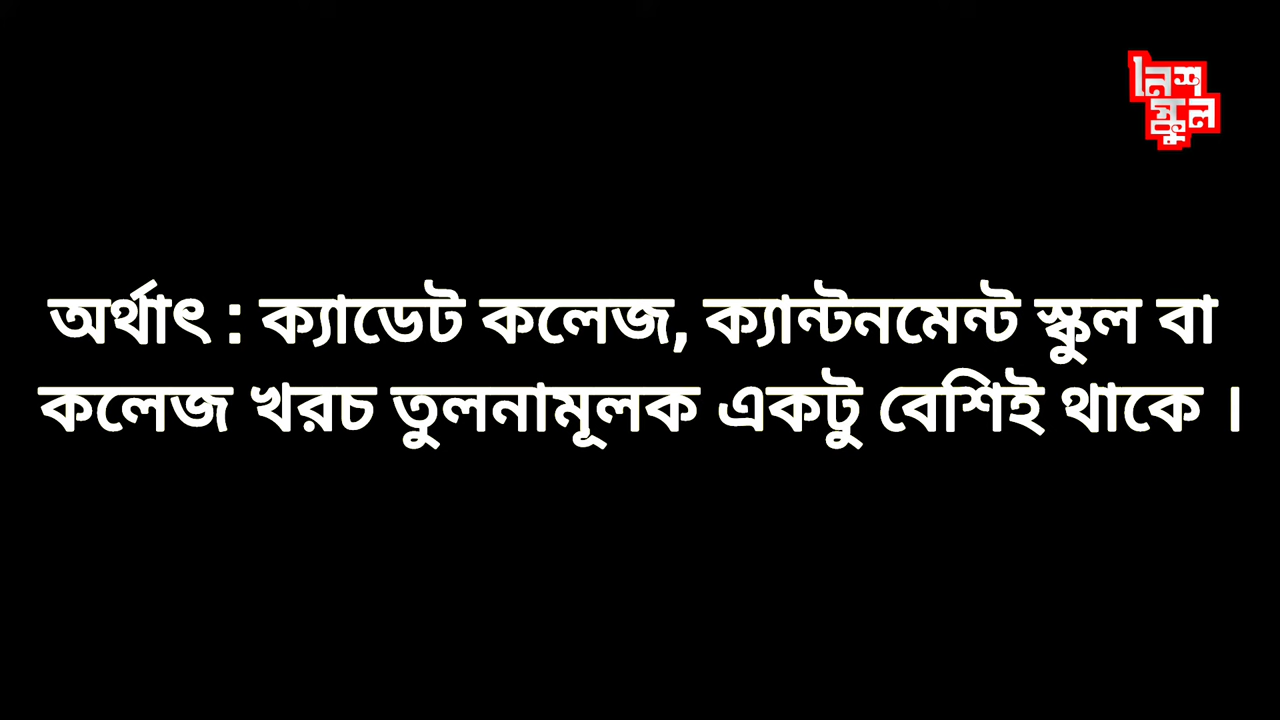 নৈশ
স্কুল
অর্থাৎ : ক্যাডেট কলেজ, ক্যান্টনমেন্ট স্কুল বা
কলেজ খরচ তুলনামূলক একটু বেশিই থাকে ।